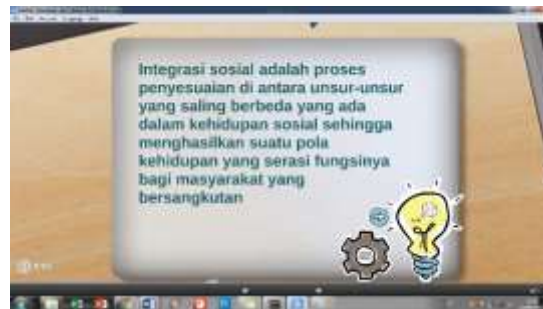 Integrasi sosial adalah proses
penyesuaian di antara unsur-unsur
yang saling berbeda yang ada
dalam kehidupan sosial sehingga
menghasilkan suatu pola
kehidupan yang serasi fungsinya
bagi masyarakat yang
bersangkutan